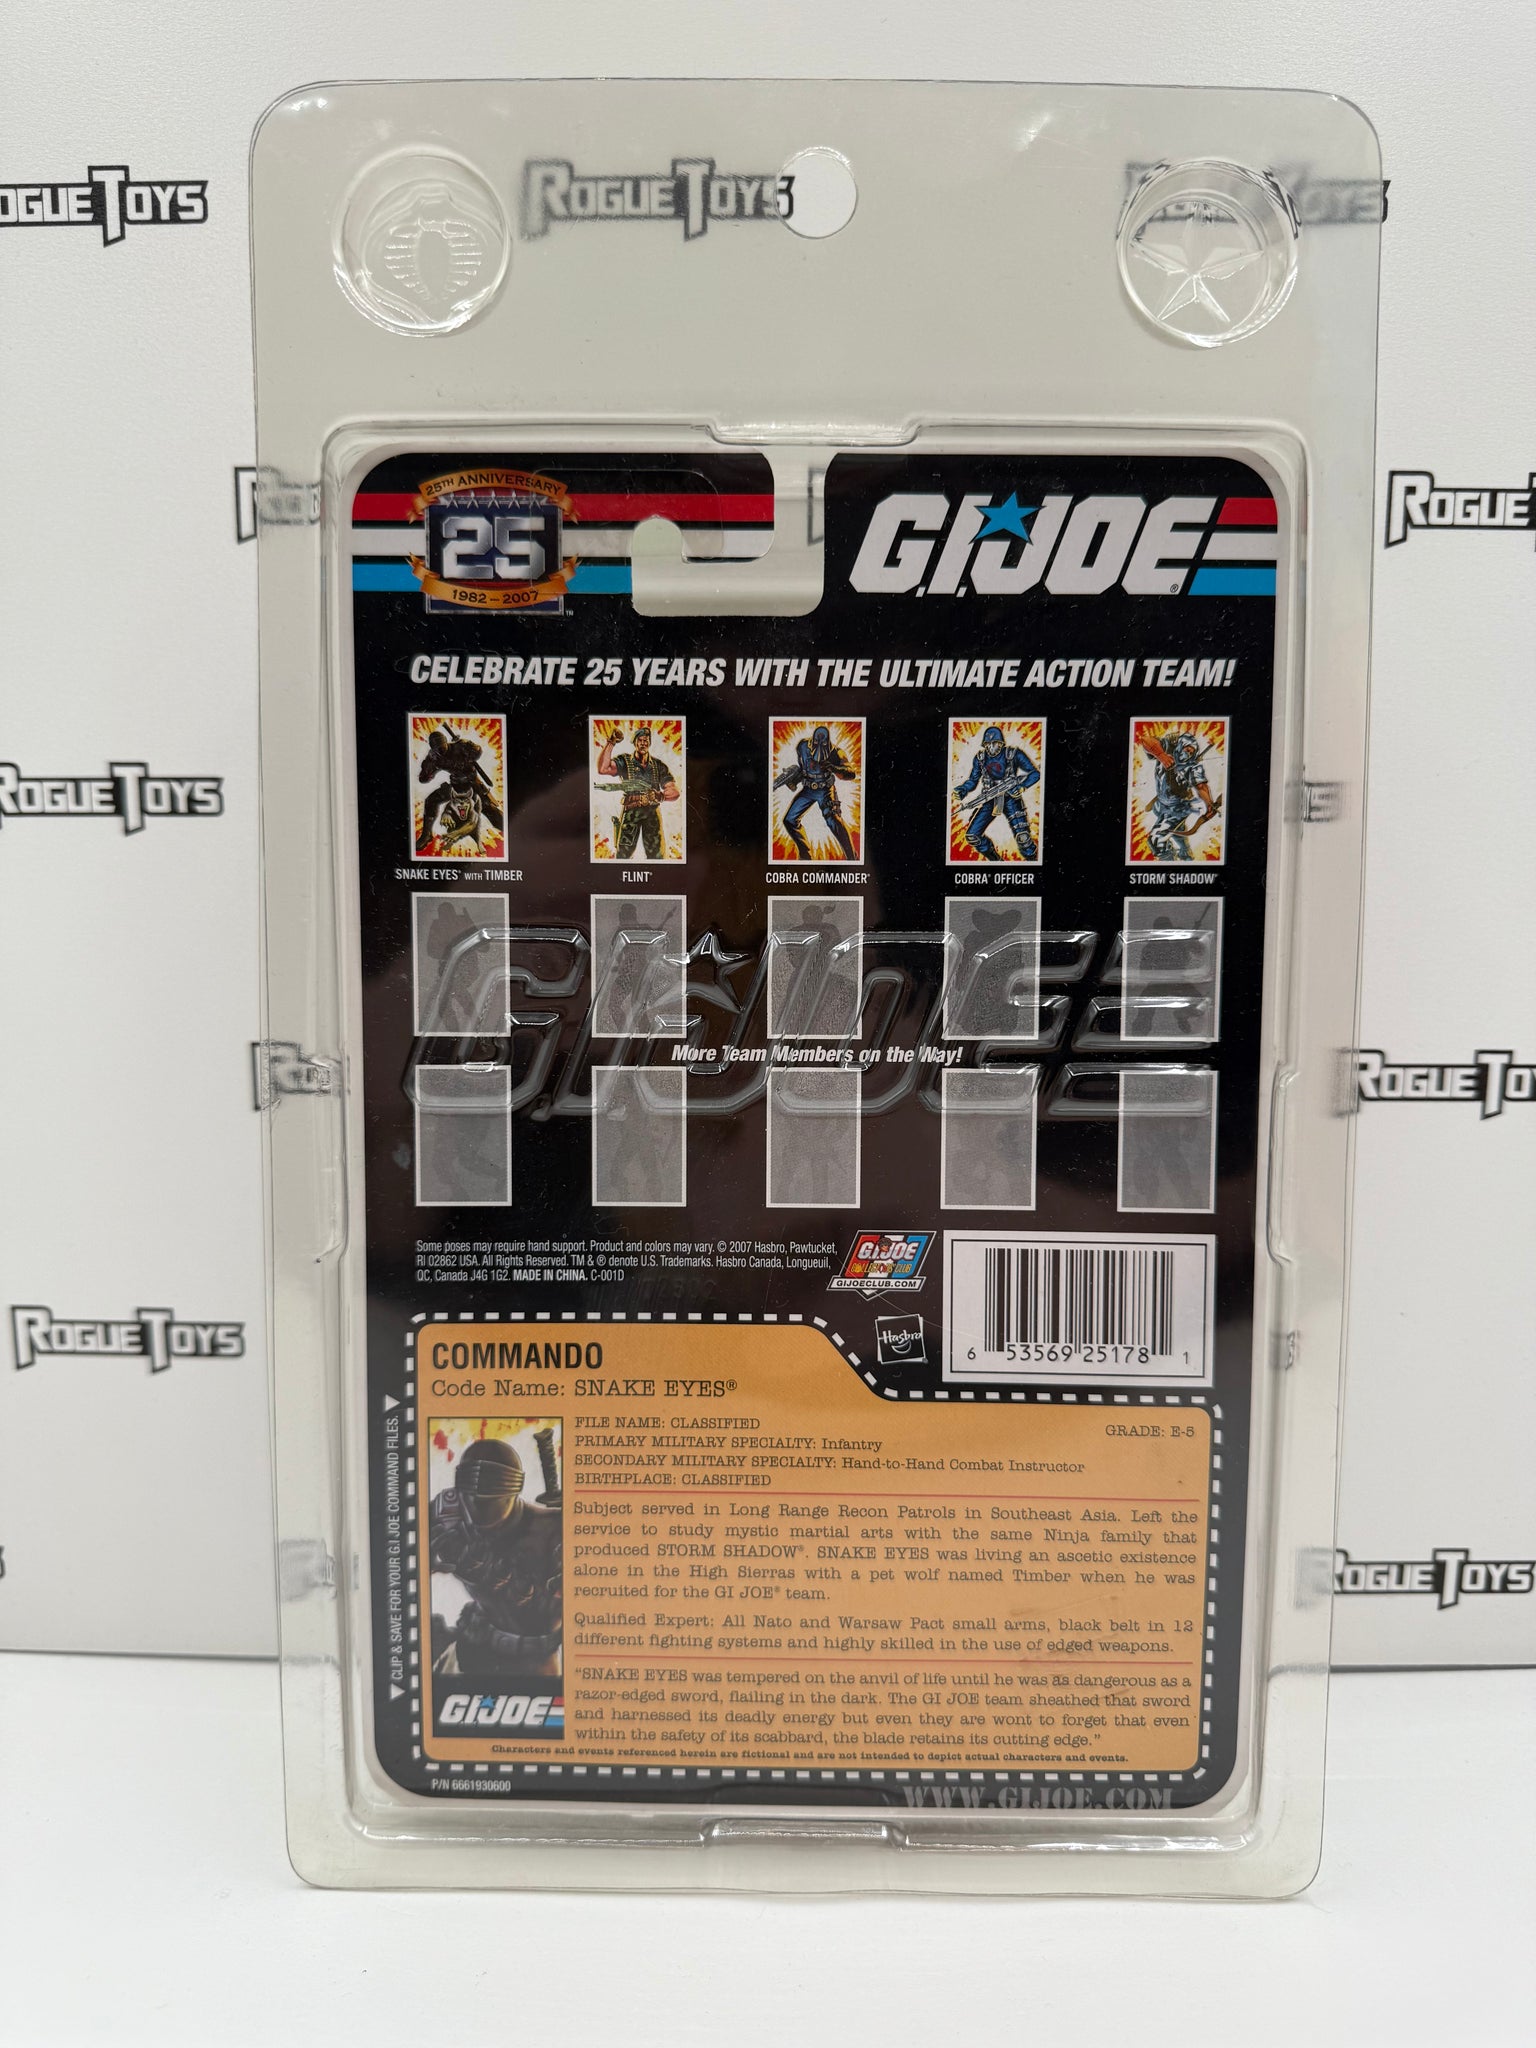 ROGUE TOYS
ROGUE TOYS
25TH ANNIVERSARY
25
1982 – 2007
TM
G.I.JOE®
CELEBRATE 25 YEARS WITH THE ULTIMATE ACTION TEAM!
SNAKE EYES® WITH TIMBER
FLINT®
COBRA COMMANDER®
COBRA® OFFICER
STORM SHADOW®
G.I.JOE
More Team Members on the Way!
ROGUE TOYS
Some poses may require hand support. Product and colors may vary. © 2007 Hasbro, Pawtucket,
RI 02862 USA. All Rights Reserved. TM & ® denote U.S. Trademarks. Hasbro Canada, Longueuil,
QC, Canada J4G 1G2. MADE IN CHINA. C-001D
G.I.JOE
COLLECTORS' CLUB
GIJOECLUB.COM
Hasbro
6 53569 25178 1
ROGUE TOYS
COMMANDO
Code Name: SNAKE EYES®
FILE NAME: CLASSIFIED
GRADE: E-5
PRIMARY MILITARY SPECIALTY: Infantry
SECONDARY MILITARY SPECIALTY: Hand-to-Hand Combat Instructor
BIRTHPLACE: CLASSIFIED
Subject served in Long Range Recon Patrols in Southeast Asia. Left the
service to study mystic martial arts with the same Ninja family that
produced STORM SHADOW®. SNAKE EYES was living an ascetic existence
alone in the High Sierras with a pet wolf named Timber when he was
recruited for the GI JOE® team.
Qualified Expert: All Nato and Warsaw Pact small arms, black belt in 12
different fighting systems and highly skilled in the use of edged weapons.
"SNAKE EYES was tempered on the anvil of life until he was as dangerous as a
razor-edged sword, flailing in the dark. The GI JOE team sheathed that sword
and harnessed its deadly energy but even they are wont to forget that even
within the safety of its scabbard, the blade retains its cutting edge."
Characters and events referenced herein are fictional and are not intended to depict actual characters and events.
G.I.JOE
CLIP & SAVE FOR YOUR G.I. JOE COMMAND FILES.
P/N 6661930600
WWW.GIJOE.COM